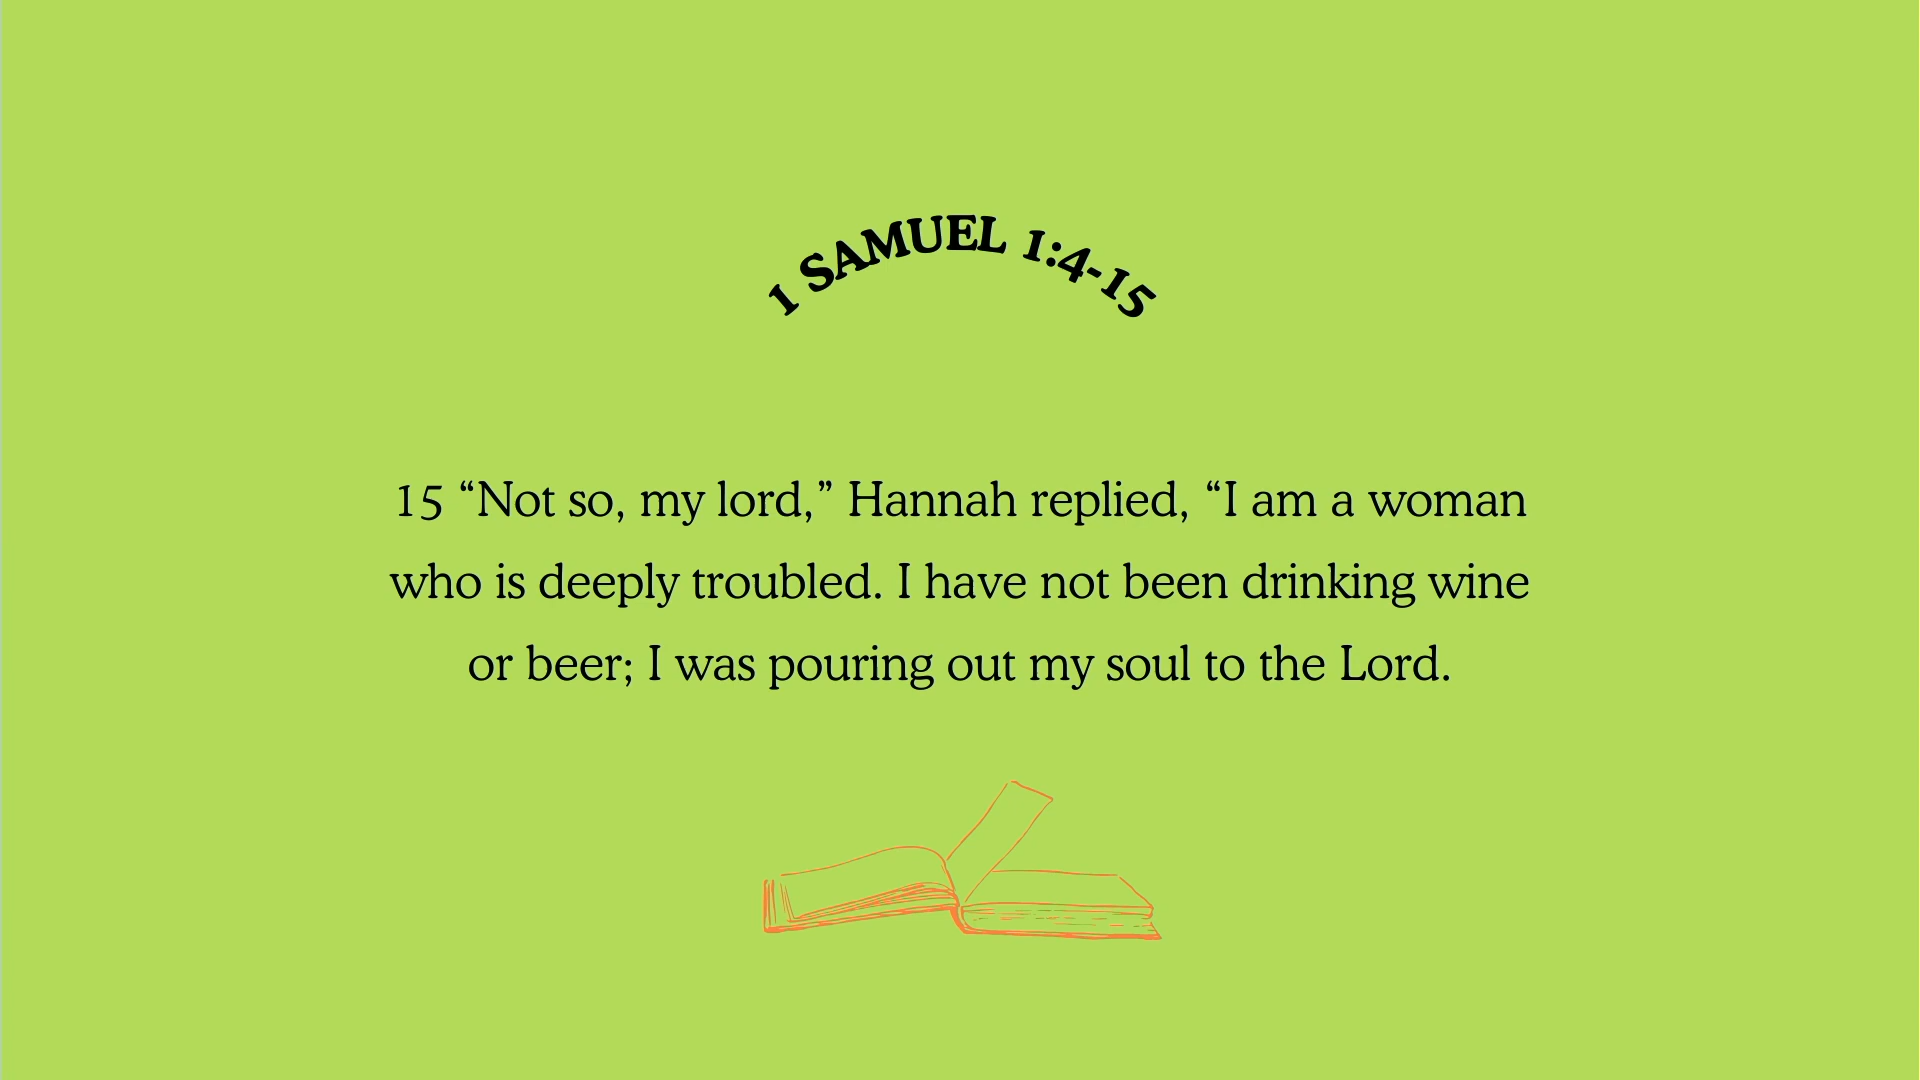 1 SAMUEL 1:4-15
15 “Not so, my lord,” Hannah replied, “I am a woman
who is deeply troubled. I have not been drinking wine
or beer; I was pouring out my soul to the Lord.